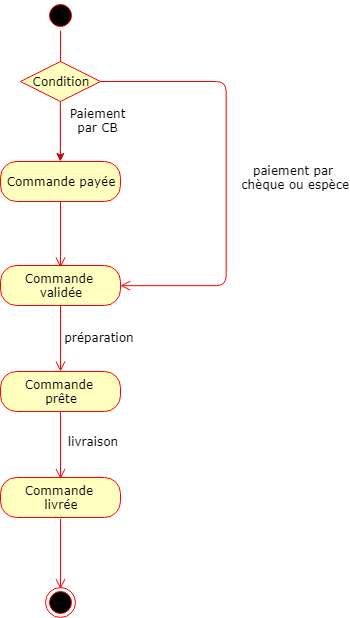 Condition
Paiement
par CB
paiement par
chèque ou espèce
Commande payée
Commande
validée
préparation
Commande
prête
livraison
Commande
livrée